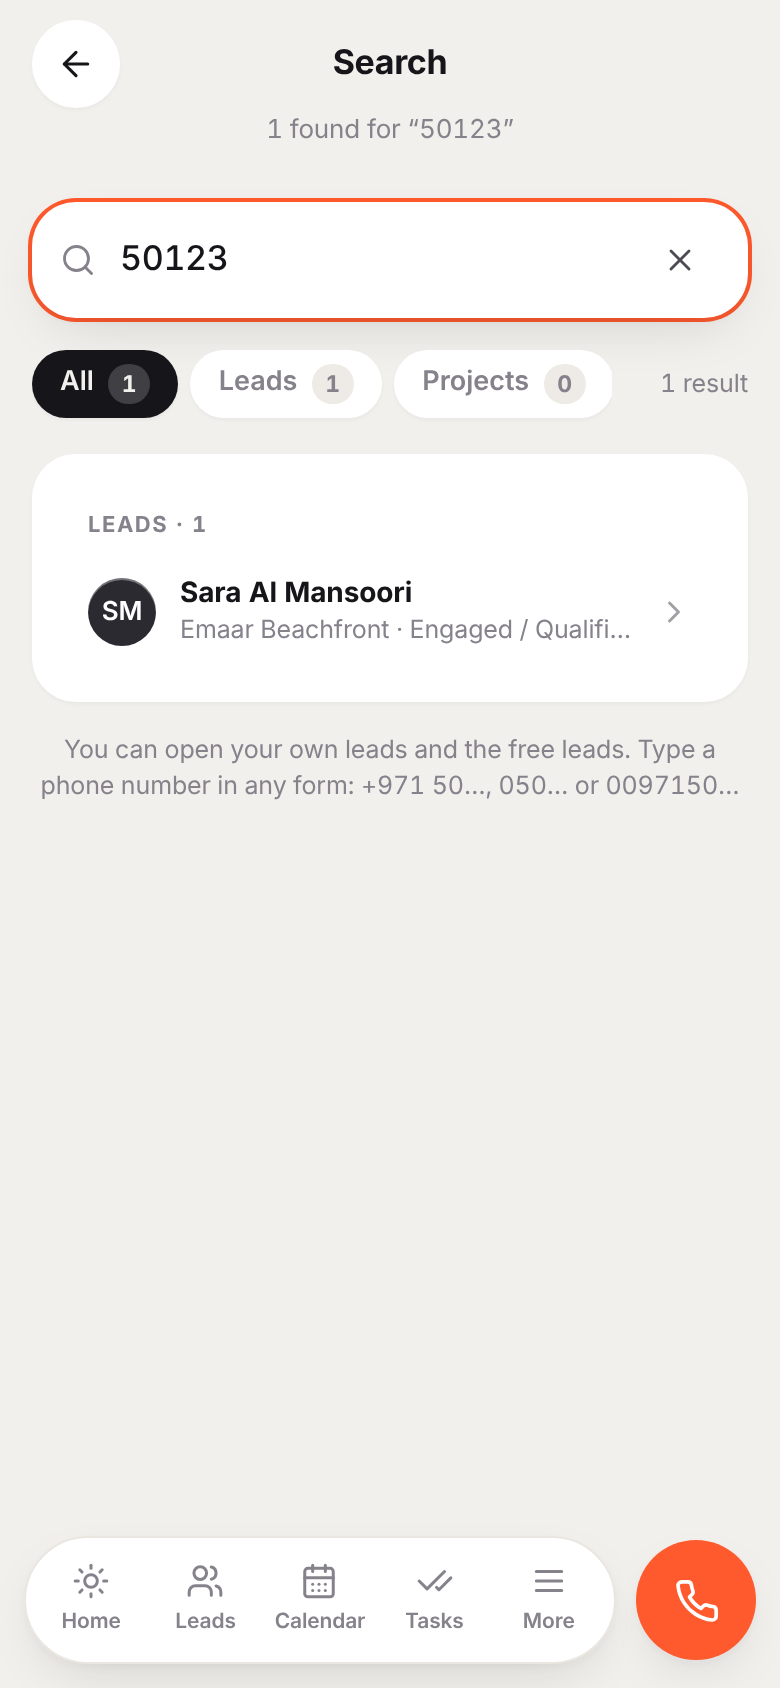 Search
1 found for “50123”
50123
All 1 Leads 1 Projects 0 1 result
LEADS · 1
SM
Sara Al Mansoori
Emaar Beachfront · Engaged / Qualifi...
You can open your own leads and the free leads. Type a
phone number in any form: +971 50..., 050... or 0097150...
Home Leads Calendar Tasks More